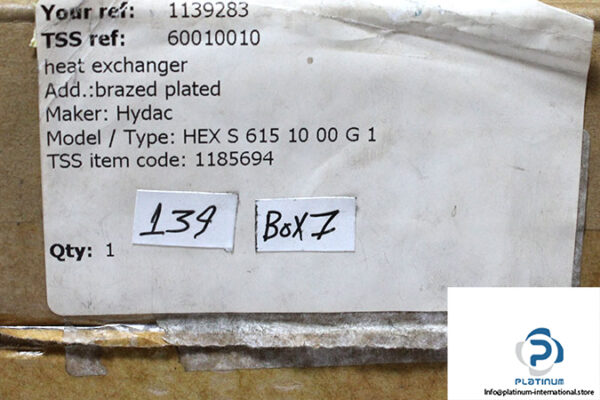 Your ref: 1139283
TSS ref: 60010010
heat exchanger
Add.:brazed plated
Maker: Hydac
Model / Type: HEX S 615 10 00 G 1
TSS item code: 1185694
139
BOX7
Qty: 1
PLATINUM
Info@platinum-international.store